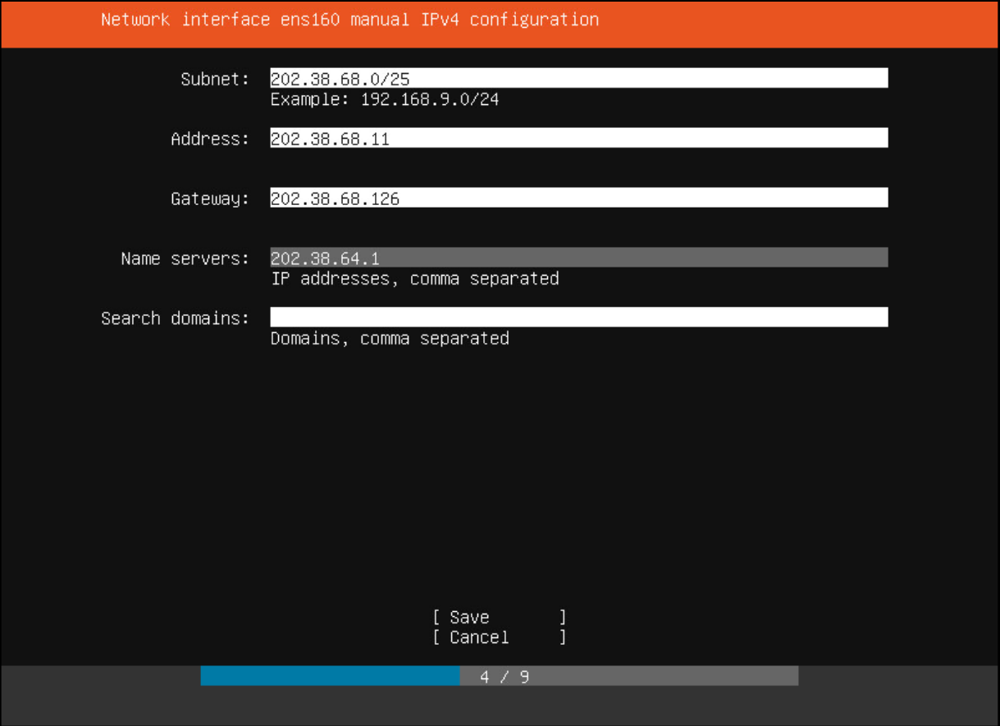 Network interface ens160 manual IPv4 configuration
Subnet: 202.38.68.0/25
Example: 192.168.9.0/24
Address: 202.38.68.11
Gateway: 202.38.68.126
Name servers: 202.38.64.1
IP addresses, comma separated
Search domains:
Domains, comma separated
[ Save ]
[ Cancel ]
4 / 9